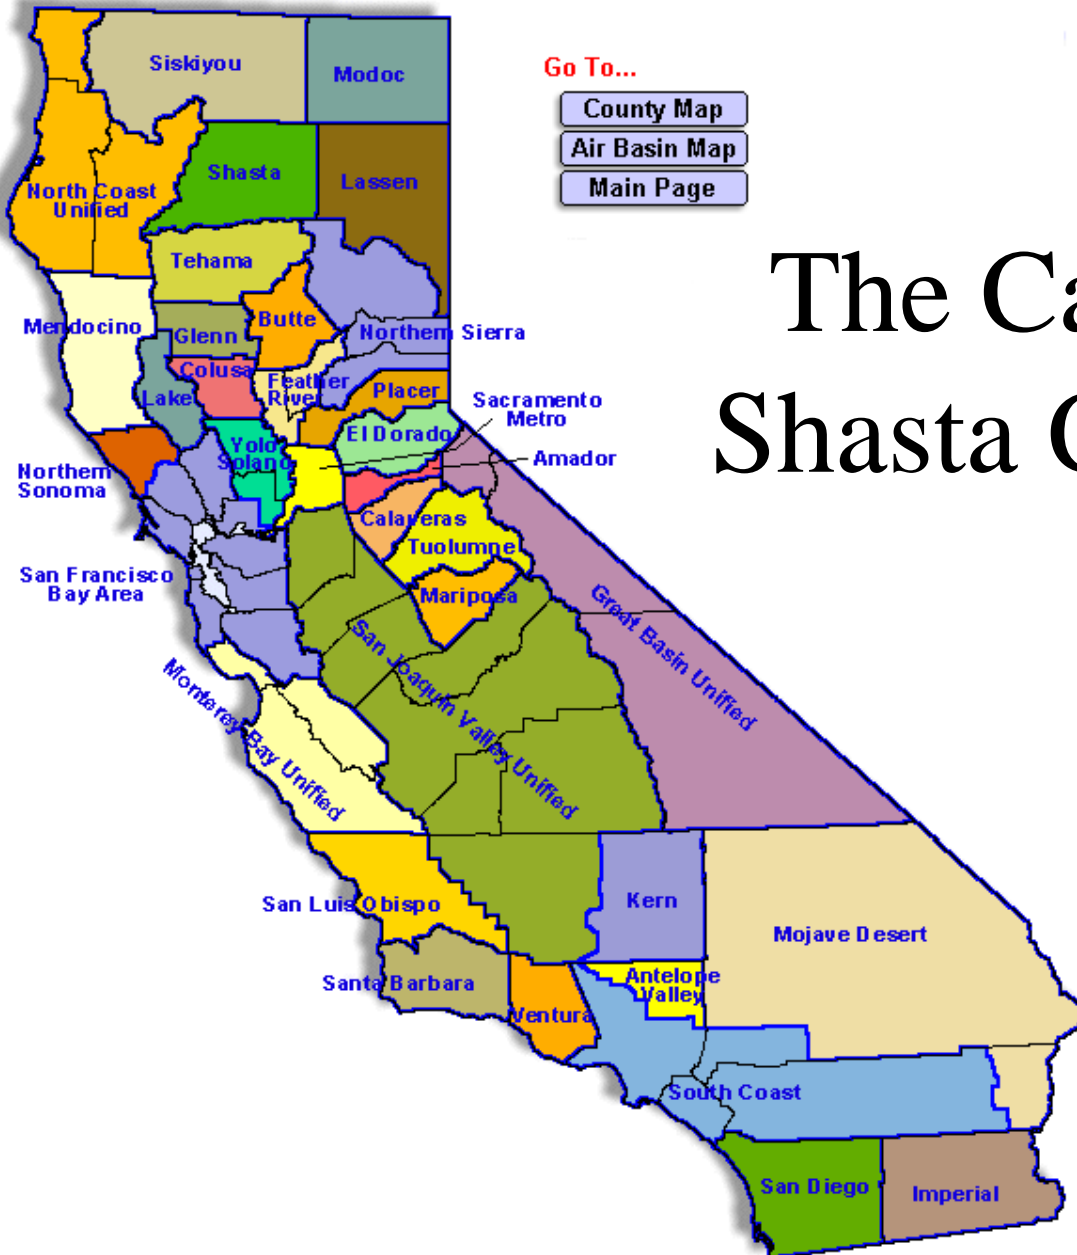 Siskiyou
Modoc
Go To...
County Map
Air Basin Map
Main Page
Shasta
Lassen
North Coast
Unified
The Ca
Shasta C
Tehama
Mendocino
Glenn
Butte
Northern Sierra
Colusa
Feather
River
Lake
Placer
Sacramento
Metro
El Dorado
Yolo
Solano
Amador
Northern
Sonoma
Calaveras
Tuolumne
San Francisco
Bay Area
Mariposa
Great Basin Unified
San Joaquin Valley Unified
Monterey Bay Unified
San Luis Obispo
Kern
Mojave Desert
Santa Barbara
Antelope
Valley
Ventura
South Coast
San Diego
Imperial